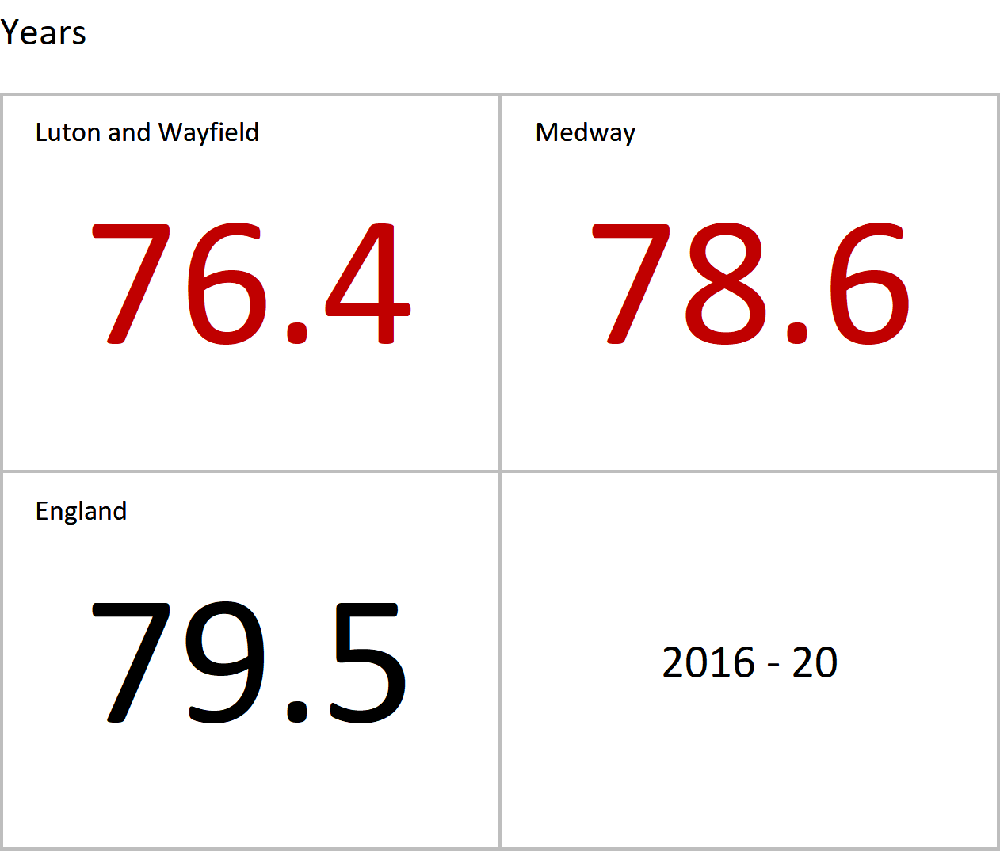 Years
Luton and Wayfield
76.4
Medway
78.6
England
79.5
2016 - 20